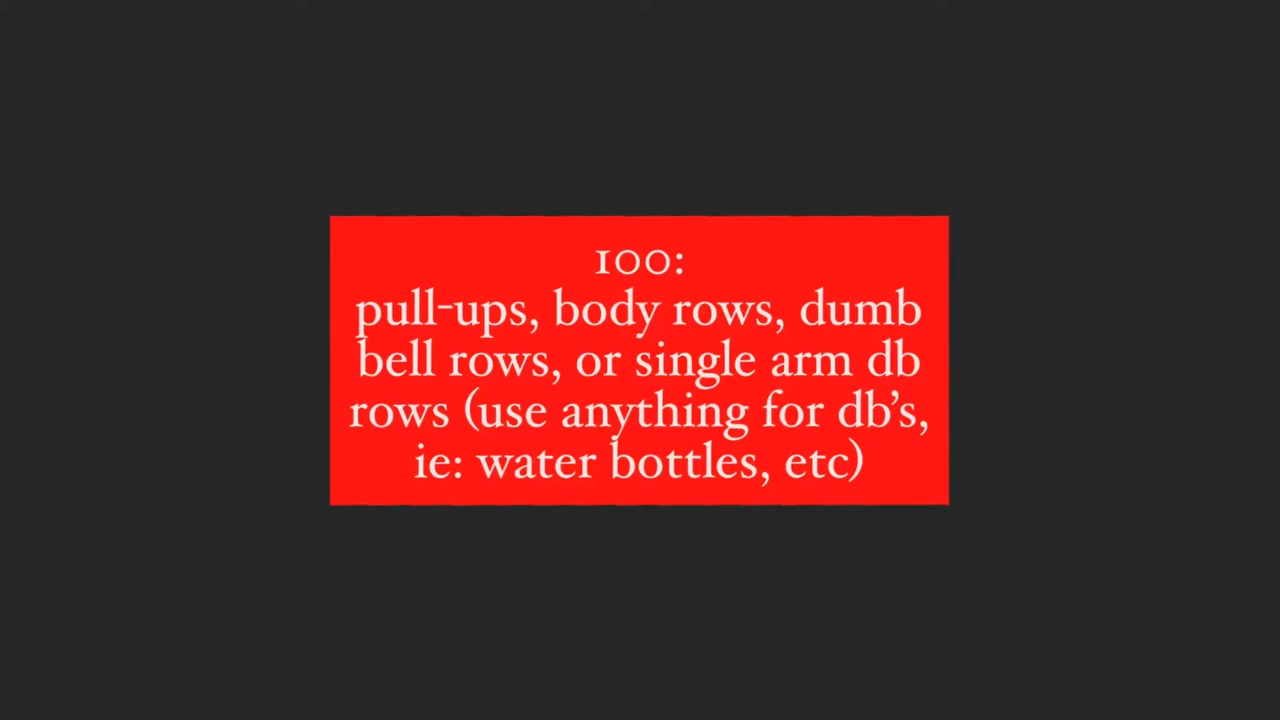 100:
pull-ups, body rows, dumb
bell rows, or single arm db
rows (use anything for db’s,
ie: water bottles, etc)